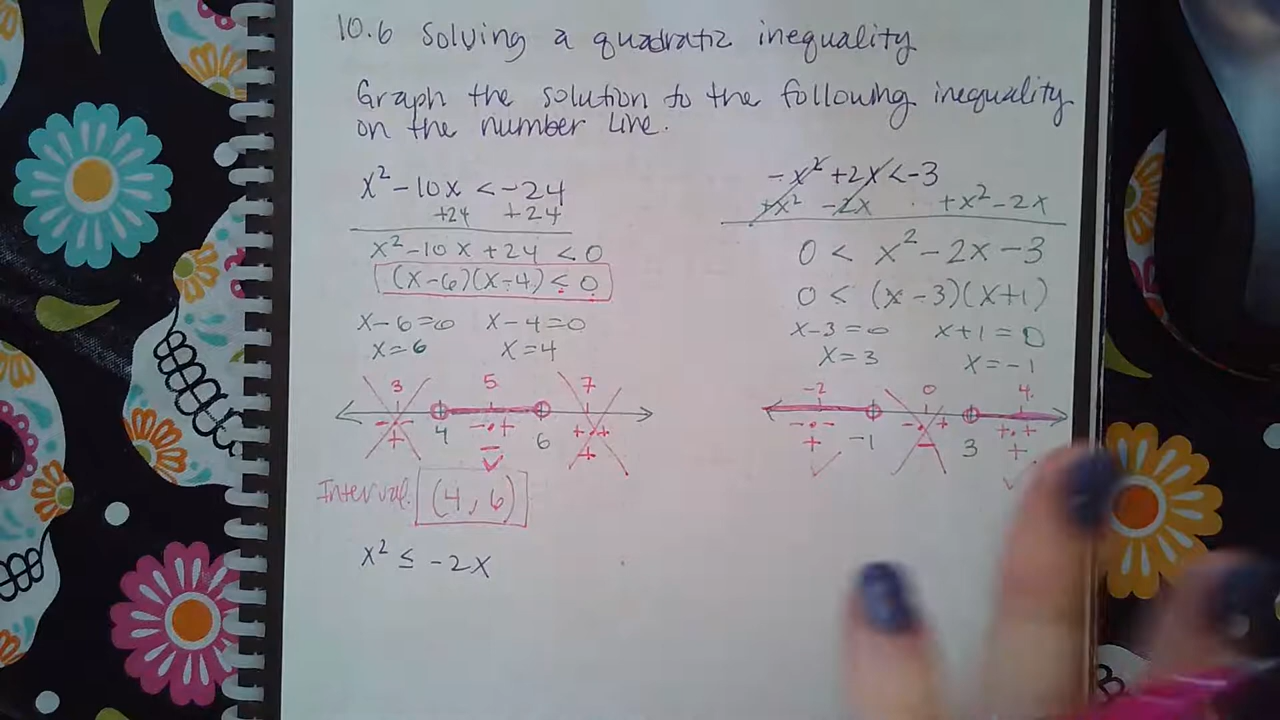 10.6 Solving a quadratic inequality
Graph the solution to the following inequality
on the number line.
x² - 10x < -24
+24 +24
x² - 10x + 24 < 0
(x-6)(x-4) < 0
x-6=0 x-4=0
x=6 x=4
3 5 7
- · - - · + + · +
4 6
+ - +
Interval: (4, 6)
x² ≤ -2x
-x² + 2x < -3
+x² -2x +x² - 2x
0 < x² - 2x - 3
0 < (x-3)(x+1)
x-3=0 x+1=0
x=3 x=-1
-2 0 4
- · - - · + + · +
+ -1 - 3 +